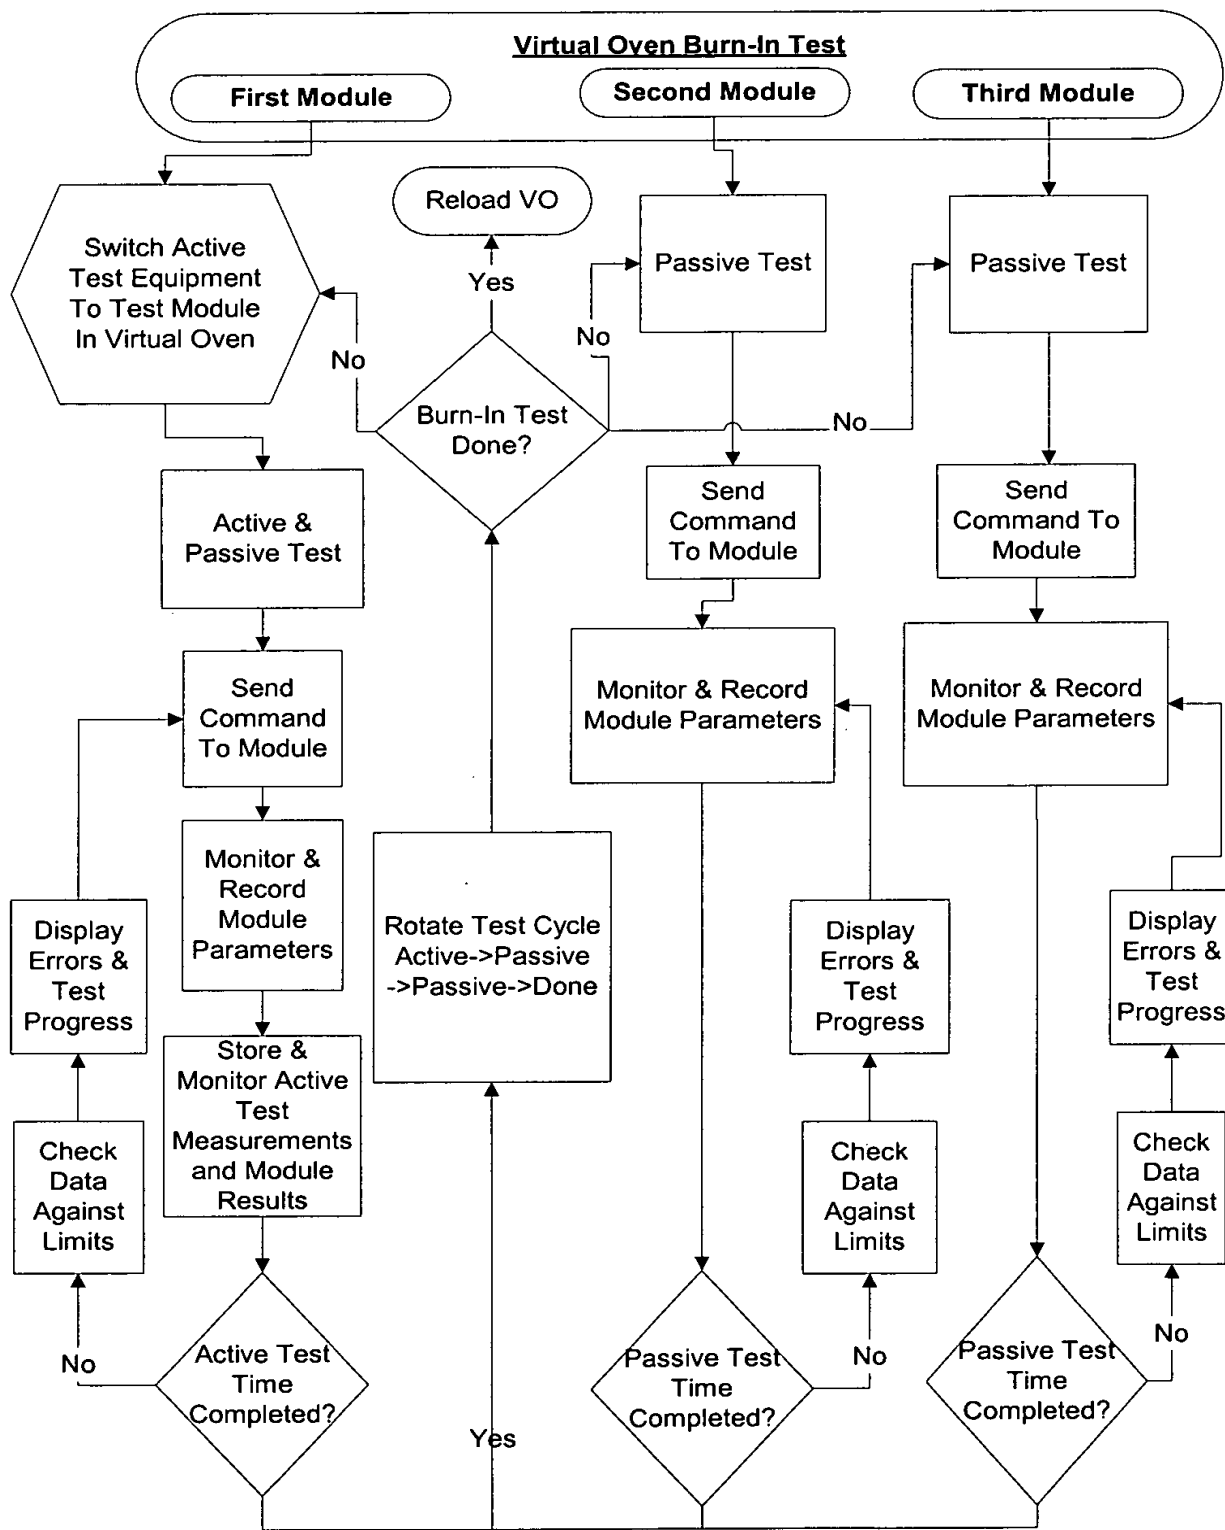 Virtual Oven Burn-In Test
First Module
Second Module
Third Module
Reload VO
Switch Active
Test Equipment
To Test Module
In Virtual Oven
Yes
Passive Test
Passive Test
No
No
No
Burn-In Test
Done?
Active &
Passive Test
Send
Command
To Module
Send
Command To
Module
Send
Command
To Module
Monitor & Record
Module Parameters
Monitor & Record
Module Parameters
Monitor &
Record
Module
Parameters
Display
Errors &
Test
Progress
Rotate Test Cycle
Active->Passive
->Passive->Done
Display
Errors &
Test
Progress
Display
Errors &
Test
Progress
Store &
Monitor Active
Test
Measurements
and Module
Results
Check
Data
Against
Limits
Check
Data
Against
Limits
Check
Data
Against
Limits
No
Active Test
Time
Completed?
Passive Test
Time
Completed?
No
Passive Test
Time
Completed?
No
Yes